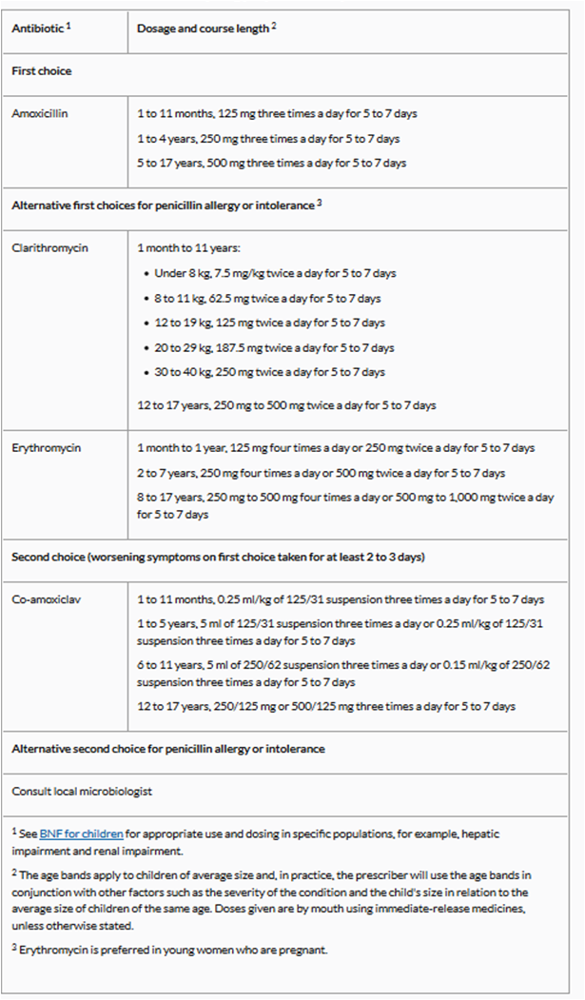 Antibiotic 1
Dosage and course length 2
First choice
Amoxicillin
1 to 11 months, 125 mg three times a day for 5 to 7 days
1 to 4 years, 250 mg three times a day for 5 to 7 days
5 to 17 years, 500 mg three times a day for 5 to 7 days
Alternative first choices for penicillin allergy or intolerance 3
Clarithromycin
1 month to 11 years:
• Under 8 kg, 7.5 mg/kg twice a day for 5 to 7 days
• 8 to 11 kg, 62.5 mg twice a day for 5 to 7 days
• 12 to 19 kg, 125 mg twice a day for 5 to 7 days
• 20 to 29 kg, 187.5 mg twice a day for 5 to 7 days
• 30 to 40 kg, 250 mg twice a day for 5 to 7 days
12 to 17 years, 250 mg to 500 mg twice a day for 5 to 7 days
Erythromycin
1 month to 1 year, 125 mg four times a day or 250 mg twice a day for 5 to 7 days
2 to 7 years, 250 mg four times a day or 500 mg twice a day for 5 to 7 days
8 to 17 years, 250 mg to 500 mg four times a day or 500 mg to 1,000 mg twice a day
for 5 to 7 days
Second choice (worsening symptoms on first choice taken for at least 2 to 3 days)
Co-amoxiclav
1 to 11 months, 0.25 ml/kg of 125/31 suspension three times a day for 5 to 7 days
1 to 5 years, 5 ml of 125/31 suspension three times a day or 0.25 ml/kg of 125/31
suspension three times a day for 5 to 7 days
6 to 11 years, 5 ml of 250/62 suspension three times a day or 0.15 ml/kg of 250/62
suspension three times a day for 5 to 7 days
12 to 17 years, 250/125 mg or 500/125 mg three times a day for 5 to 7 days
Alternative second choice for penicillin allergy or intolerance
Consult local microbiologist
1 See BNF for children for appropriate use and dosing in specific populations, for example, hepatic
impairment and renal impairment.
2 The age bands apply to children of average size and, in practice, the prescriber will use the age bands in
conjunction with other factors such as the severity of the condition and the child's size in relation to the
average size of children of the same age. Doses given are by mouth using immediate-release medicines,
unless otherwise stated.
3 Erythromycin is preferred in young women who are pregnant.